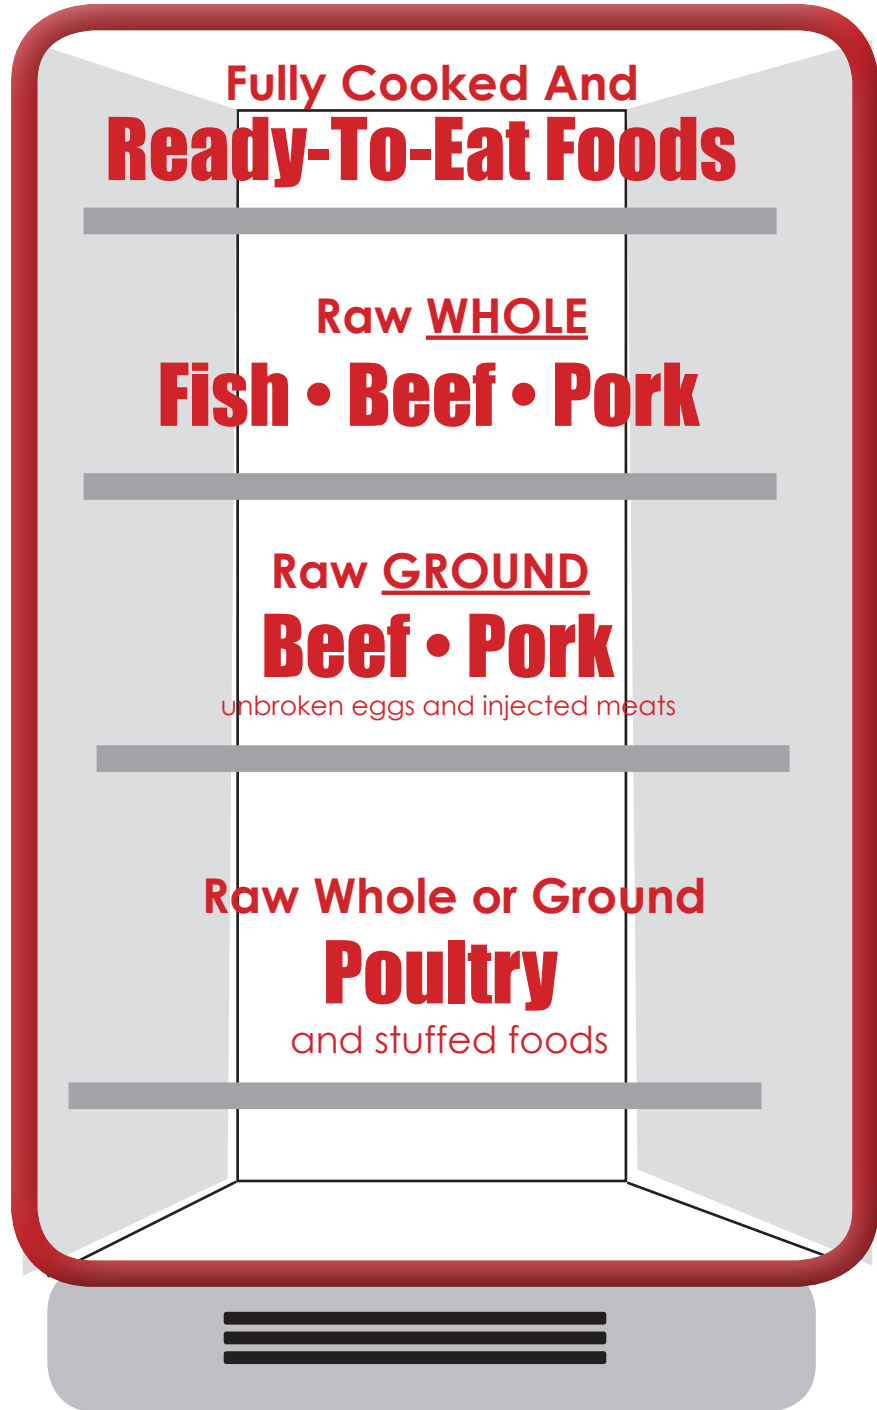 Fully Cooked And
Ready-To-Eat Foods
Raw WHOLE
Fish • Beef • Pork
Raw GROUND
Beef • Pork
unbroken eggs and injected meats
Raw Whole or Ground
Poultry
and stuffed foods